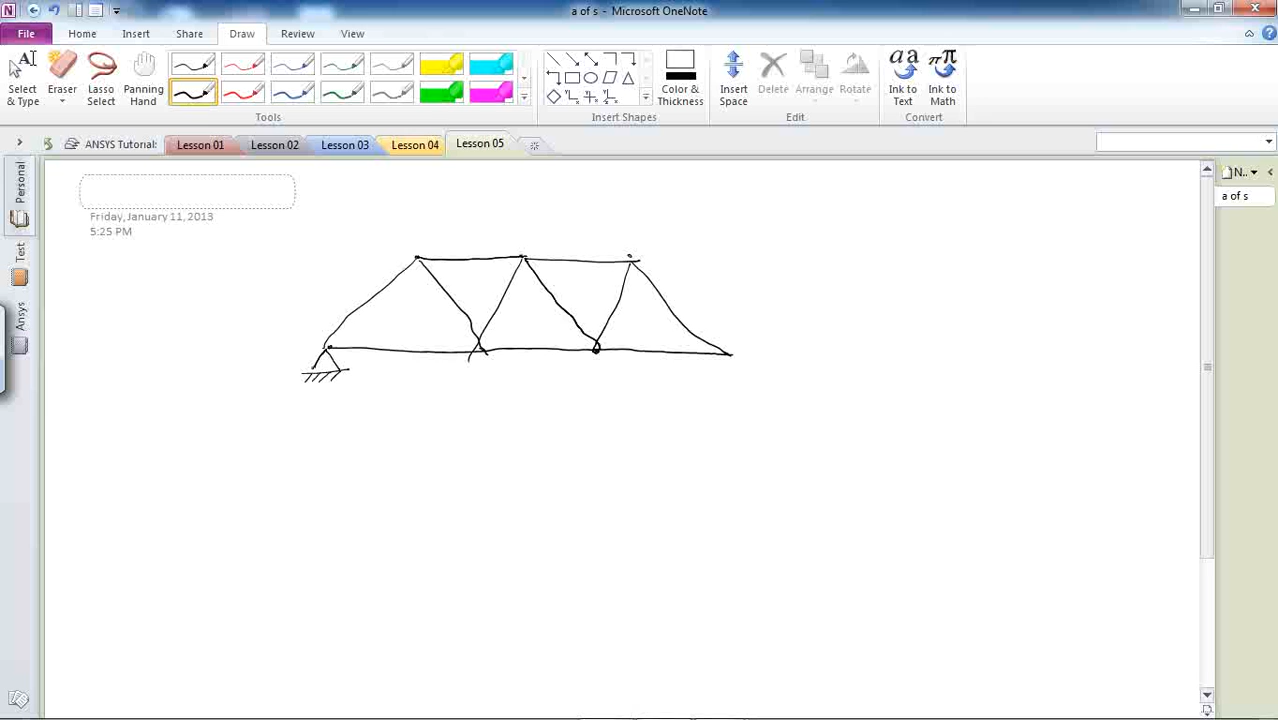 a of s - Microsoft OneNote
File Home Insert Share Draw Review View
Select & Type
Eraser
Lasso Select
Panning Hand
Tools
Insert Shapes
Color & Thickness
Insert Space
Delete
Arrange
Rotate
Edit
Ink to Text
Ink to Math
Convert
ANSYS Tutorial: Lesson 01 Lesson 02 Lesson 03 Lesson 04 Lesson 05
N..
a of s
Personal
Test
Ansys
Friday, January 11, 2013
5:25 PM